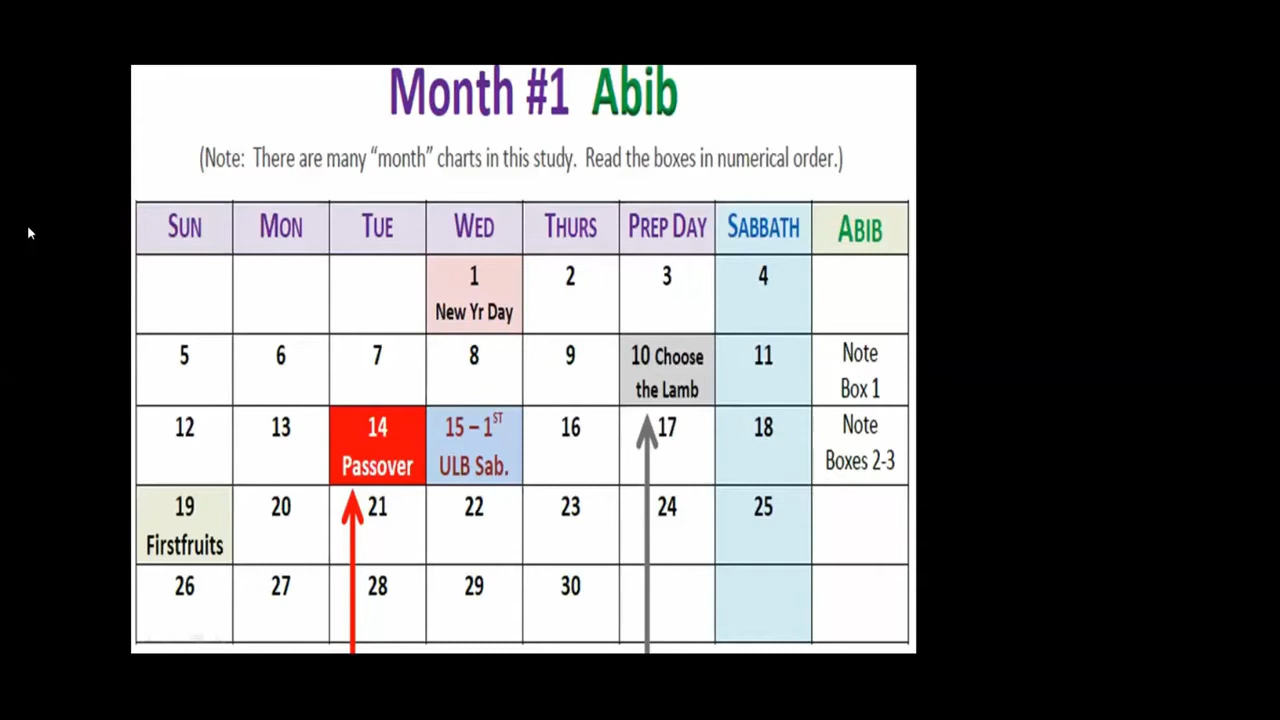 Month #1 Abib
(Note: There are many “month” charts in this study. Read the boxes in numerical order.)
SUN MON TUE WED THURS PREP DAY SABBATH ABIB
1 2 3 4
New Yr Day
5 6 7 8 9 10 Choose 11 Note
the Lamb Box 1
12 13 14 15 – 1ST 16 17 18 Note
Passover ULB Sab. Boxes 2-3
19 20 21 22 23 24 25
Firstfruits
26 27 28 29 30